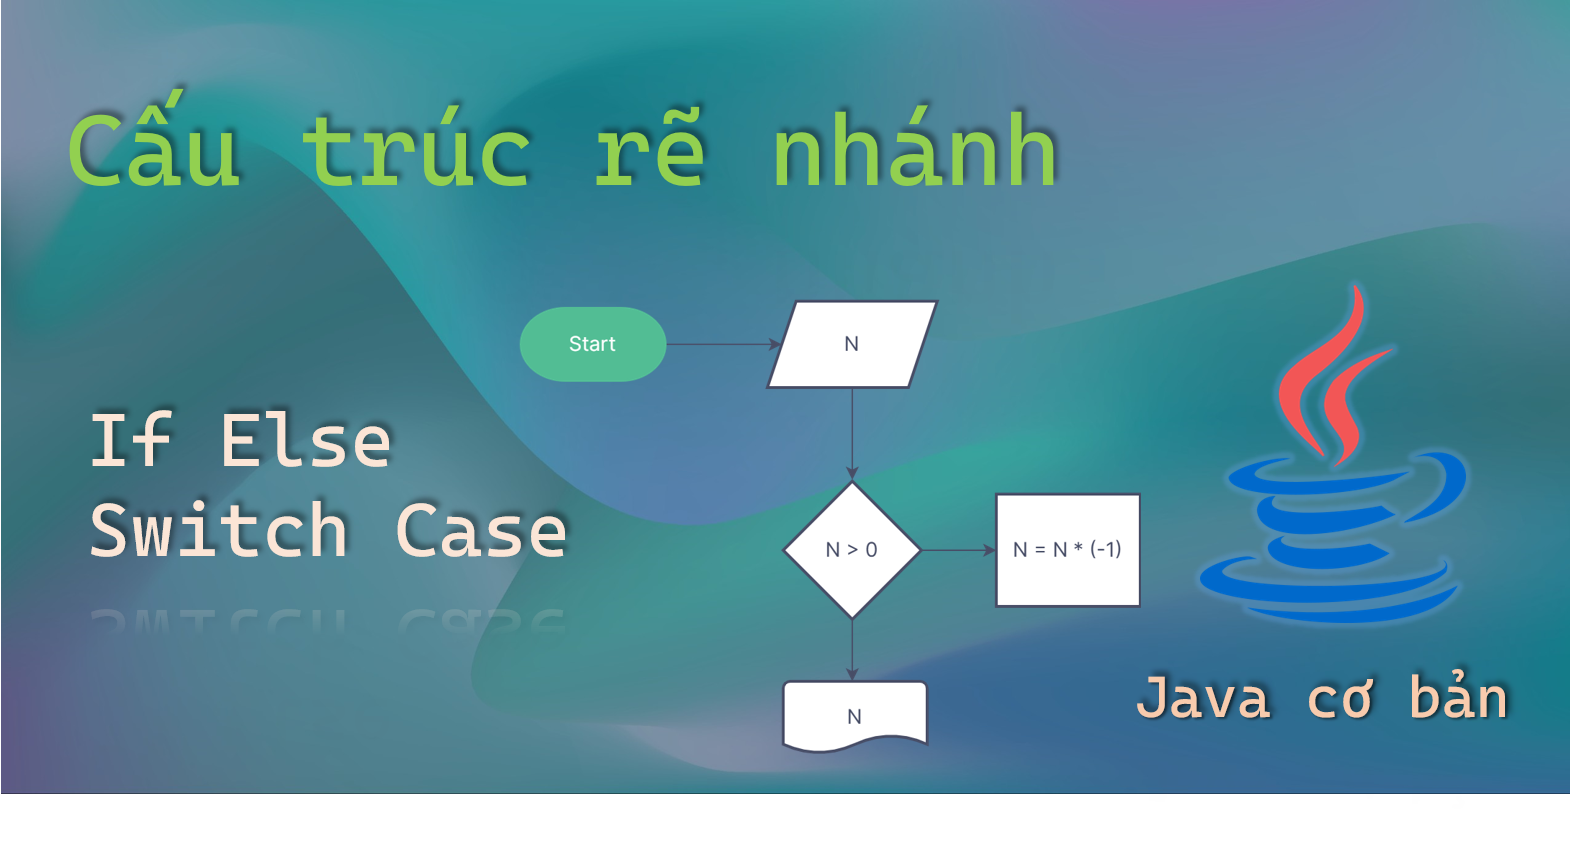 Cấu trúc rẽ nhánh
Start
N
If Else
Switch Case
N > 0
N = N * (-1)
N
Java cơ bản